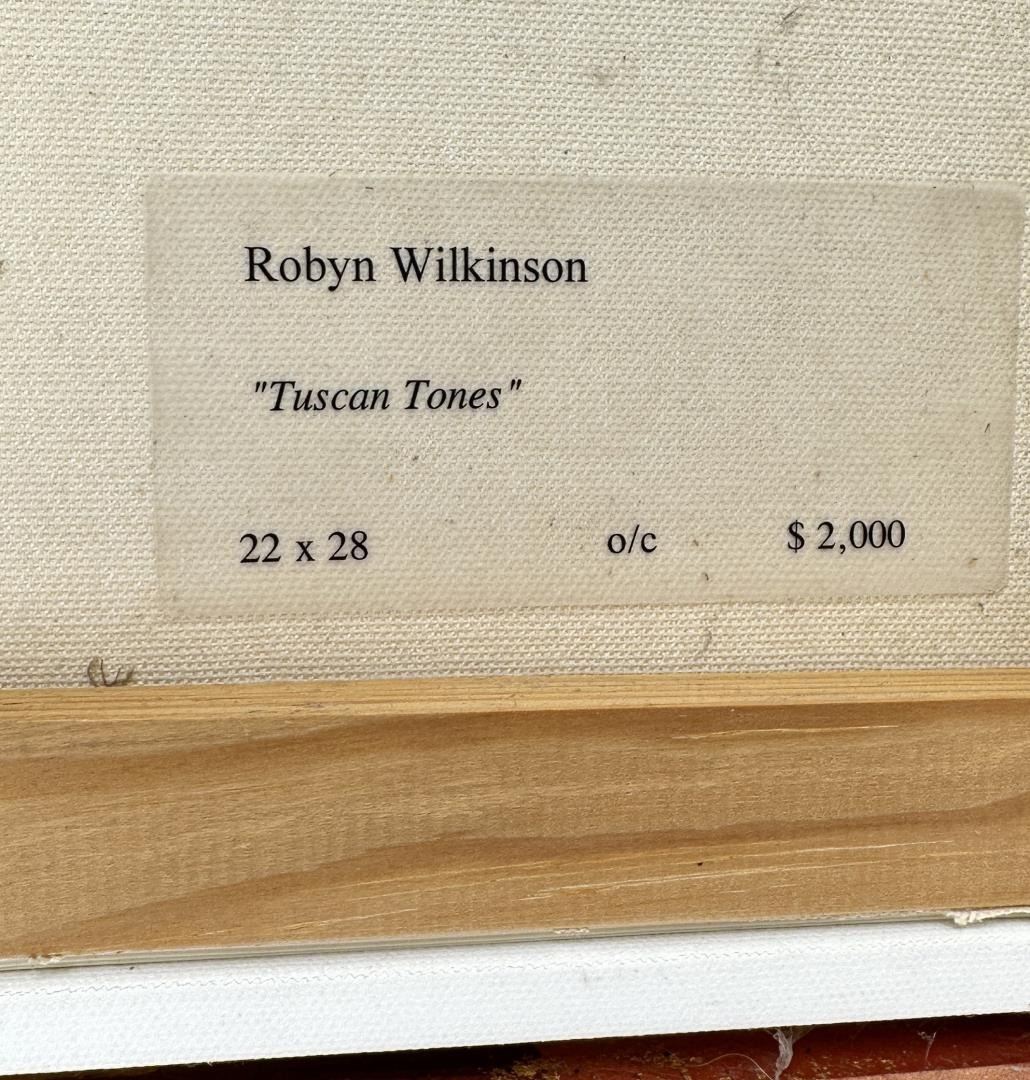 Robyn Wilkinson
"Tuscan Tones"
22 x 28 o/c $ 2,000